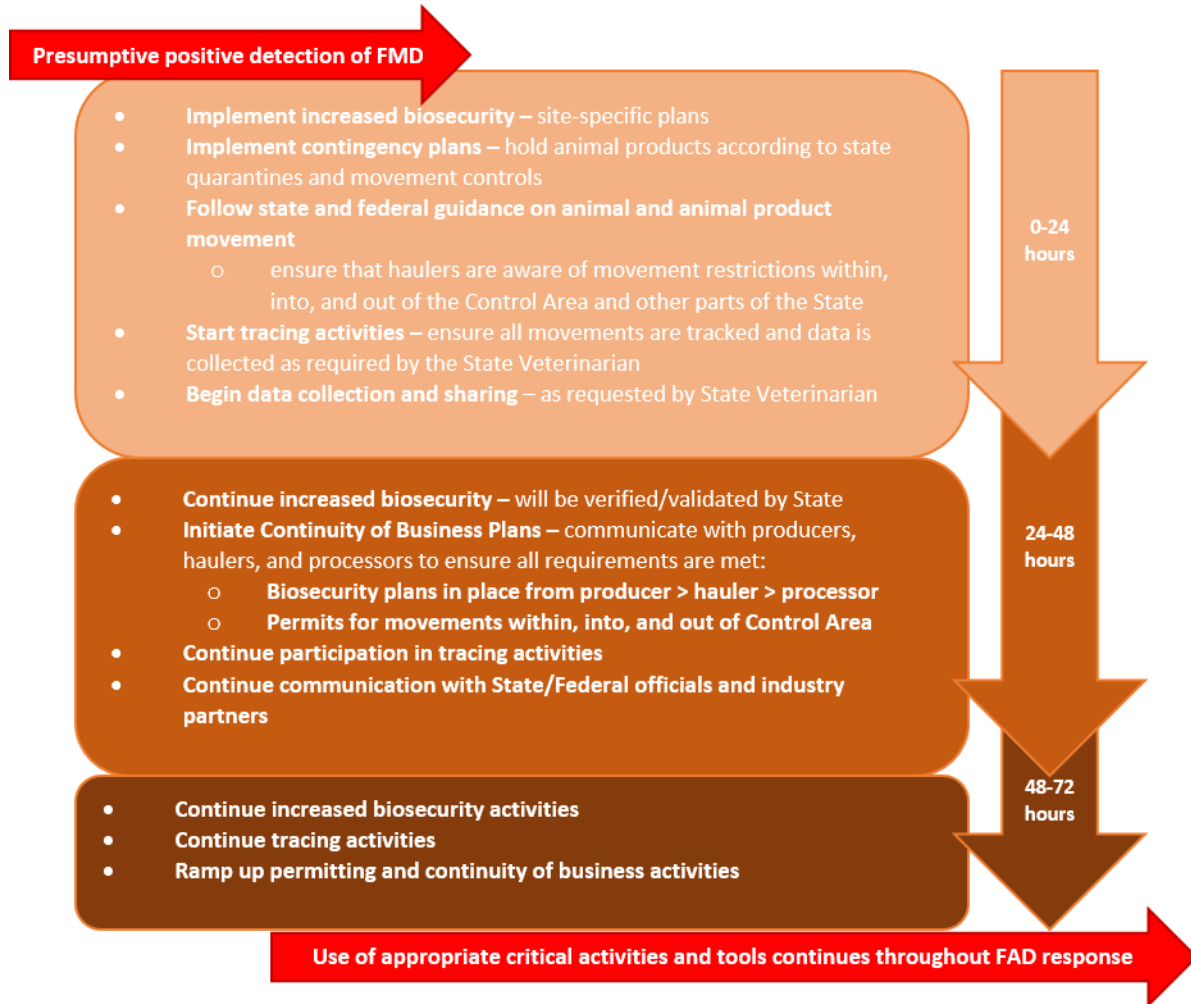 Presumptive positive detection of FMD
• Implement increased biosecurity – site-specific plans
• Implement contingency plans – hold animal products according to state
quarantines and movement controls
• Follow state and federal guidance on animal and animal product
movement
o ensure that haulers are aware of movement restrictions within,
into, and out of the Control Area and other parts of the State
• Start tracing activities – ensure all movements are tracked and data is
collected as required by the State Veterinarian
• Begin data collection and sharing – as requested by State Veterinarian
0-24
hours
• Continue increased biosecurity – will be verified/validated by State
• Initiate Continuity of Business Plans – communicate with producers,
haulers, and processors to ensure all requirements are met:
o Biosecurity plans in place from producer > hauler > processor
o Permits for movements within, into, and out of Control Area
• Continue participation in tracing activities
• Continue communication with State/Federal officials and industry
partners
24-48
hours
• Continue increased biosecurity activities
• Continue tracing activities
• Ramp up permitting and continuity of business activities
48-72
hours
Use of appropriate critical activities and tools continues throughout FAD response